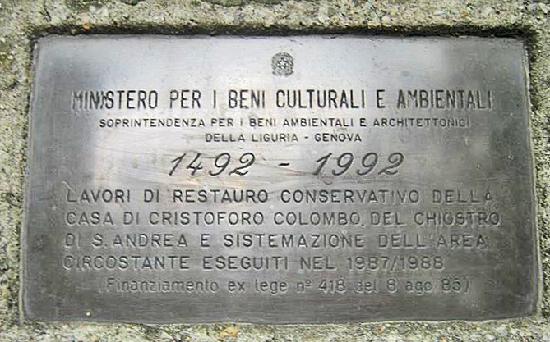 MINISTERO PER I BENI CULTURALI E AMBIENTALI
SOPRINTENDENZA PER I BENI AMBIENTALI E ARCHITETTONICI
DELLA LIGURIA - GENOVA
1492 - 1992
LAVORI DI RESTAURO CONSERVATIVO DELLA
CASA DI CRISTOFORO COLOMBO, DEL CHIOSTRO
DI S. ANDREA E SISTEMAZIONE DELL'AREA
CIRCOSTANTE ESEGUITI NEL 1987/1988
(Finanziamento ex lege n° 418 del 8 ago 85)